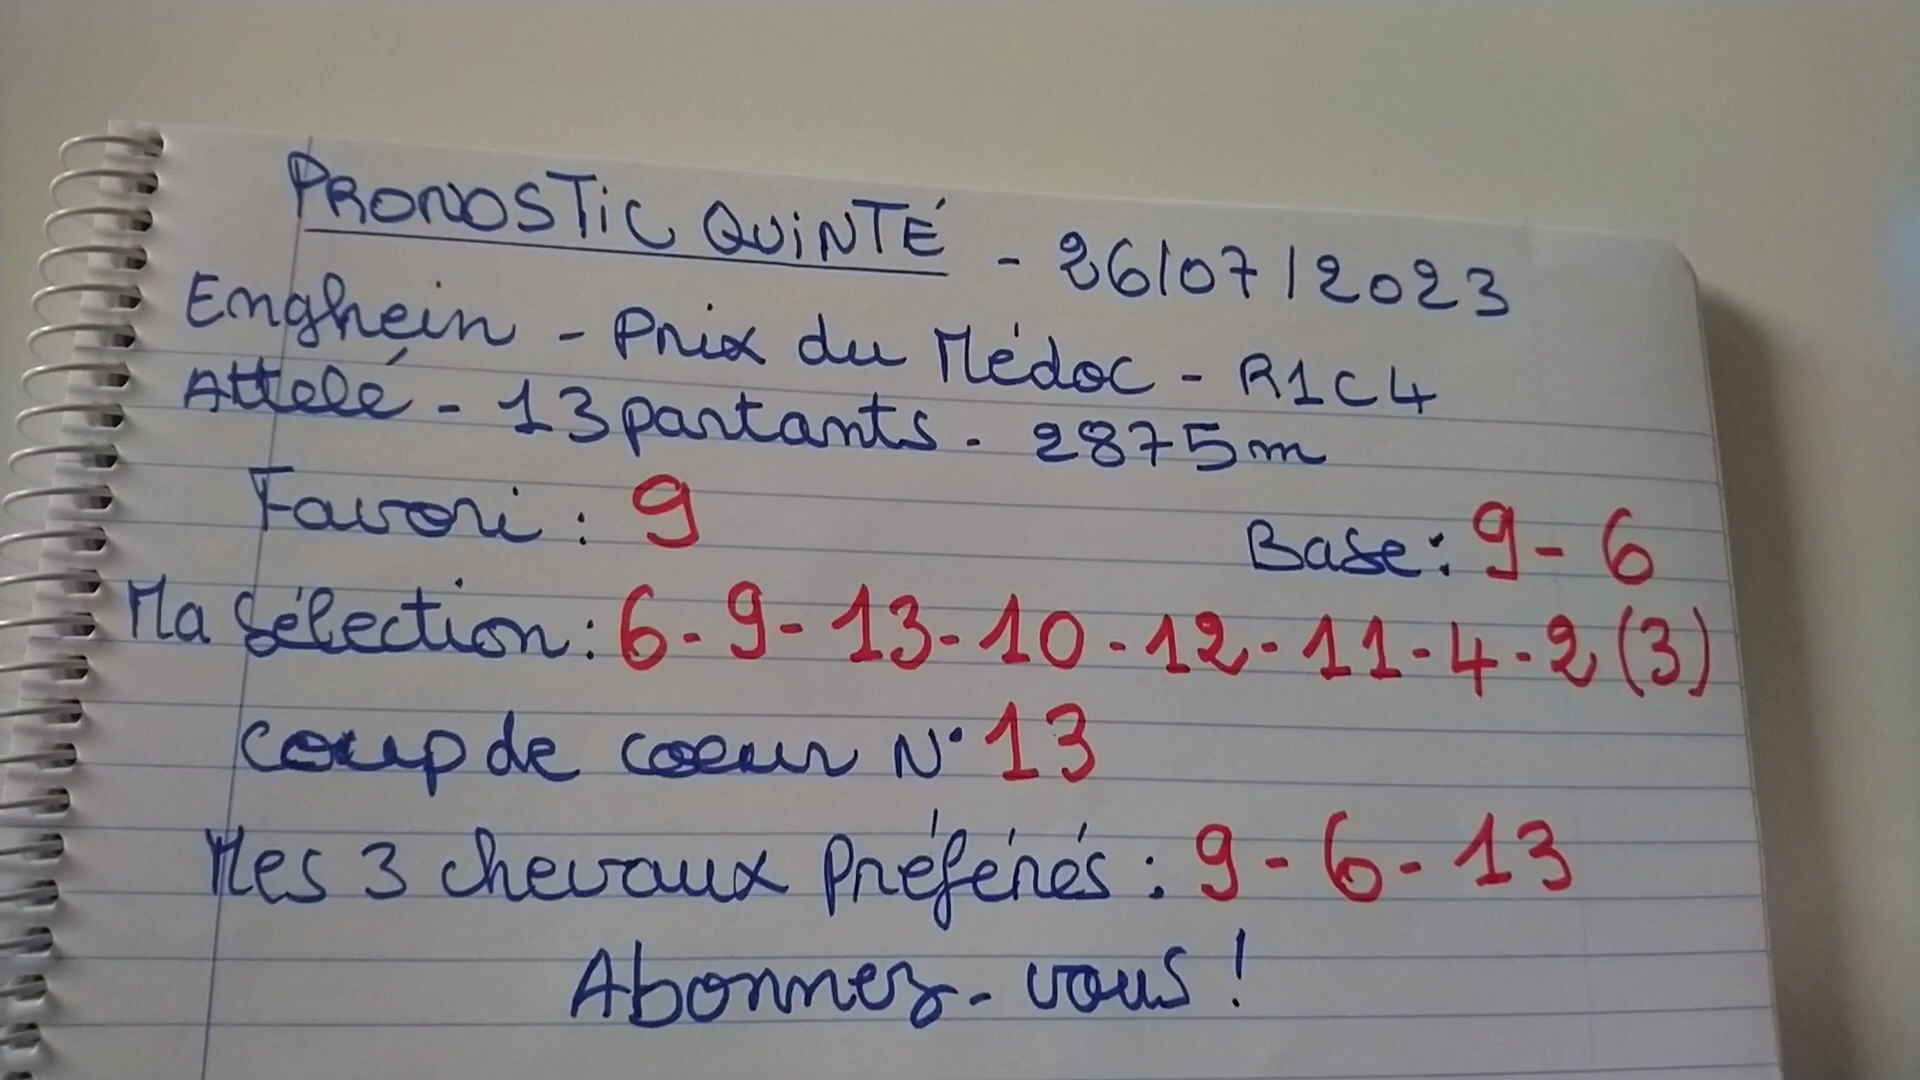 PRONOSTIC QUINTÉ - 26/07/2023
Enghein - Prix du Médoc - R1C4
Attelé - 13 partants. 2875m
Favori : 9 Base : 9 - 6
Ma Sélection : 6 - 9 - 13 - 10 - 12 - 11 - 4 - 2 (3)
coup de coeur N° 13
Mes 3 chevaux préférés : 9 - 6 - 13
Abonnez-vous !